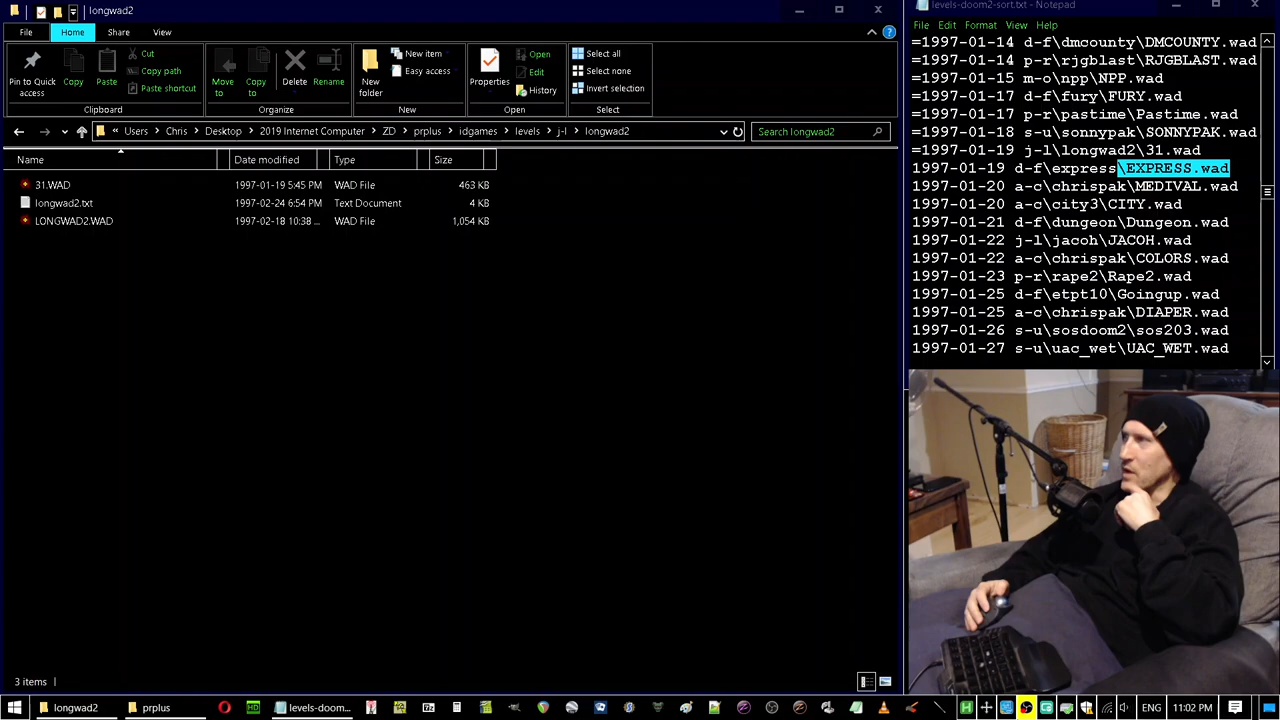 longwad2
File Home Share View
Pin to Quick access
Copy
Paste
Cut
Copy path
Paste shortcut
Clipboard
Move to
Copy to
Delete
Rename
Organize
New folder
New item
Easy access
New
Properties
Open
Edit
History
Open
Select all
Select none
Invert selection
Select
Users Chris Desktop 2019 Internet Computer ZD prplus idgames levels j-l longwad2
Search longwad2
Name Date modified Type Size
31.WAD 1997-01-19 5:45 PM WAD File 463 KB
longwad2.txt 1997-02-24 6:54 PM Text Document 4 KB
LONGWAD2.WAD 1997-02-18 10:38 ... WAD File 1,054 KB
3 items
levels-doom2-sort.txt - Notepad
File Edit Format View Help
=1997-01-14 d-f\dmcounty\DMCOUNTY.wad
=1997-01-14 p-r\rjgblast\RJGBLAST.wad
=1997-01-15 m-o\npp\NPP.wad
=1997-01-17 d-f\fury\FURY.wad
=1997-01-17 p-r\pastime\Pastime.wad
=1997-01-18 s-u\sonnypak\SONNYPAK.wad
=1997-01-19 j-l\longwad2\31.wad
1997-01-19 d-f\express\EXPRESS.wad
1997-01-20 a-c\chrispak\MEDIVAL.wad
1997-01-20 a-c\city3\CITY.wad
1997-01-21 d-f\dungeon\Dungeon.wad
1997-01-22 j-l\jacoh\JACOH.wad
1997-01-22 a-c\chrispak\COLORS.wad
1997-01-23 p-r\rape2\Rape2.wad
1997-01-25 d-f\etpt10\Goingup.wad
1997-01-25 a-c\chrispak\DIAPER.wad
1997-01-26 s-u\sosdoom2\sos203.wad
1997-01-27 s-u\uac_wet\UAC_WET.wad
longwad2 prplus levels-doom... ENG 11:02 PM